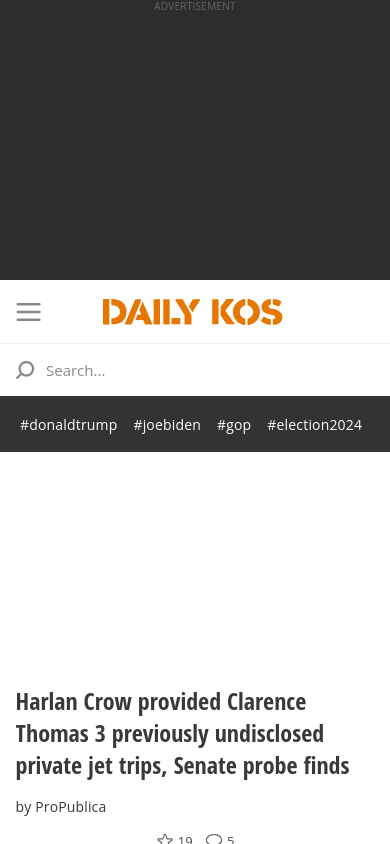 ADVERTISEMENT
DAILY KOS
Search...
#donaldtrump #joebiden #gop #election2024
Harlan Crow provided Clarence
Thomas 3 previously undisclosed
private jet trips, Senate probe finds
by ProPublica
19 5